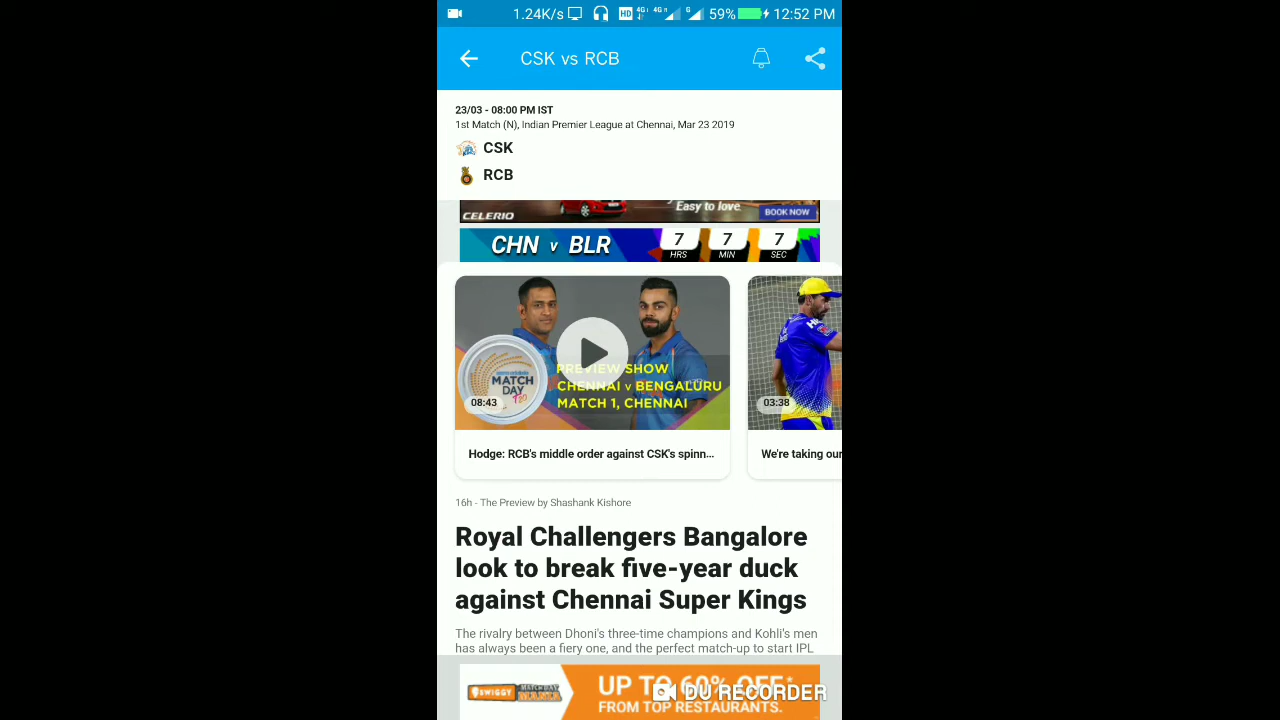 1.24K/s HD 4G 4G G 59% 12:52 PM
CSK vs RCB
23/03 - 08:00 PM IST
1st Match (N), Indian Premier League at Chennai, Mar 23 2019
CSK
RCB
CELERIO
Easy to love
BOOK NOW
CHN v BLR
7 7 7
HRS MIN SEC
MATCH DAY
T20
PREVIEW SHOW
CHENNAI v BENGALURU
MATCH 1, CHENNAI
08:43
03:38
Hodge: RCB's middle order against CSK's spinn...
We're taking our
16h - The Preview by Shashank Kishore
Royal Challengers Bangalore
look to break five-year duck
against Chennai Super Kings
The rivalry between Dhoni's three-time champions and Kohli's men
has always been a fiery one, and the perfect match-up to start IPL
SWIGGY MATCHDAY MANIA
UP TO 60% OFF*
FROM TOP RESTAURANTS.
DU RECORDER